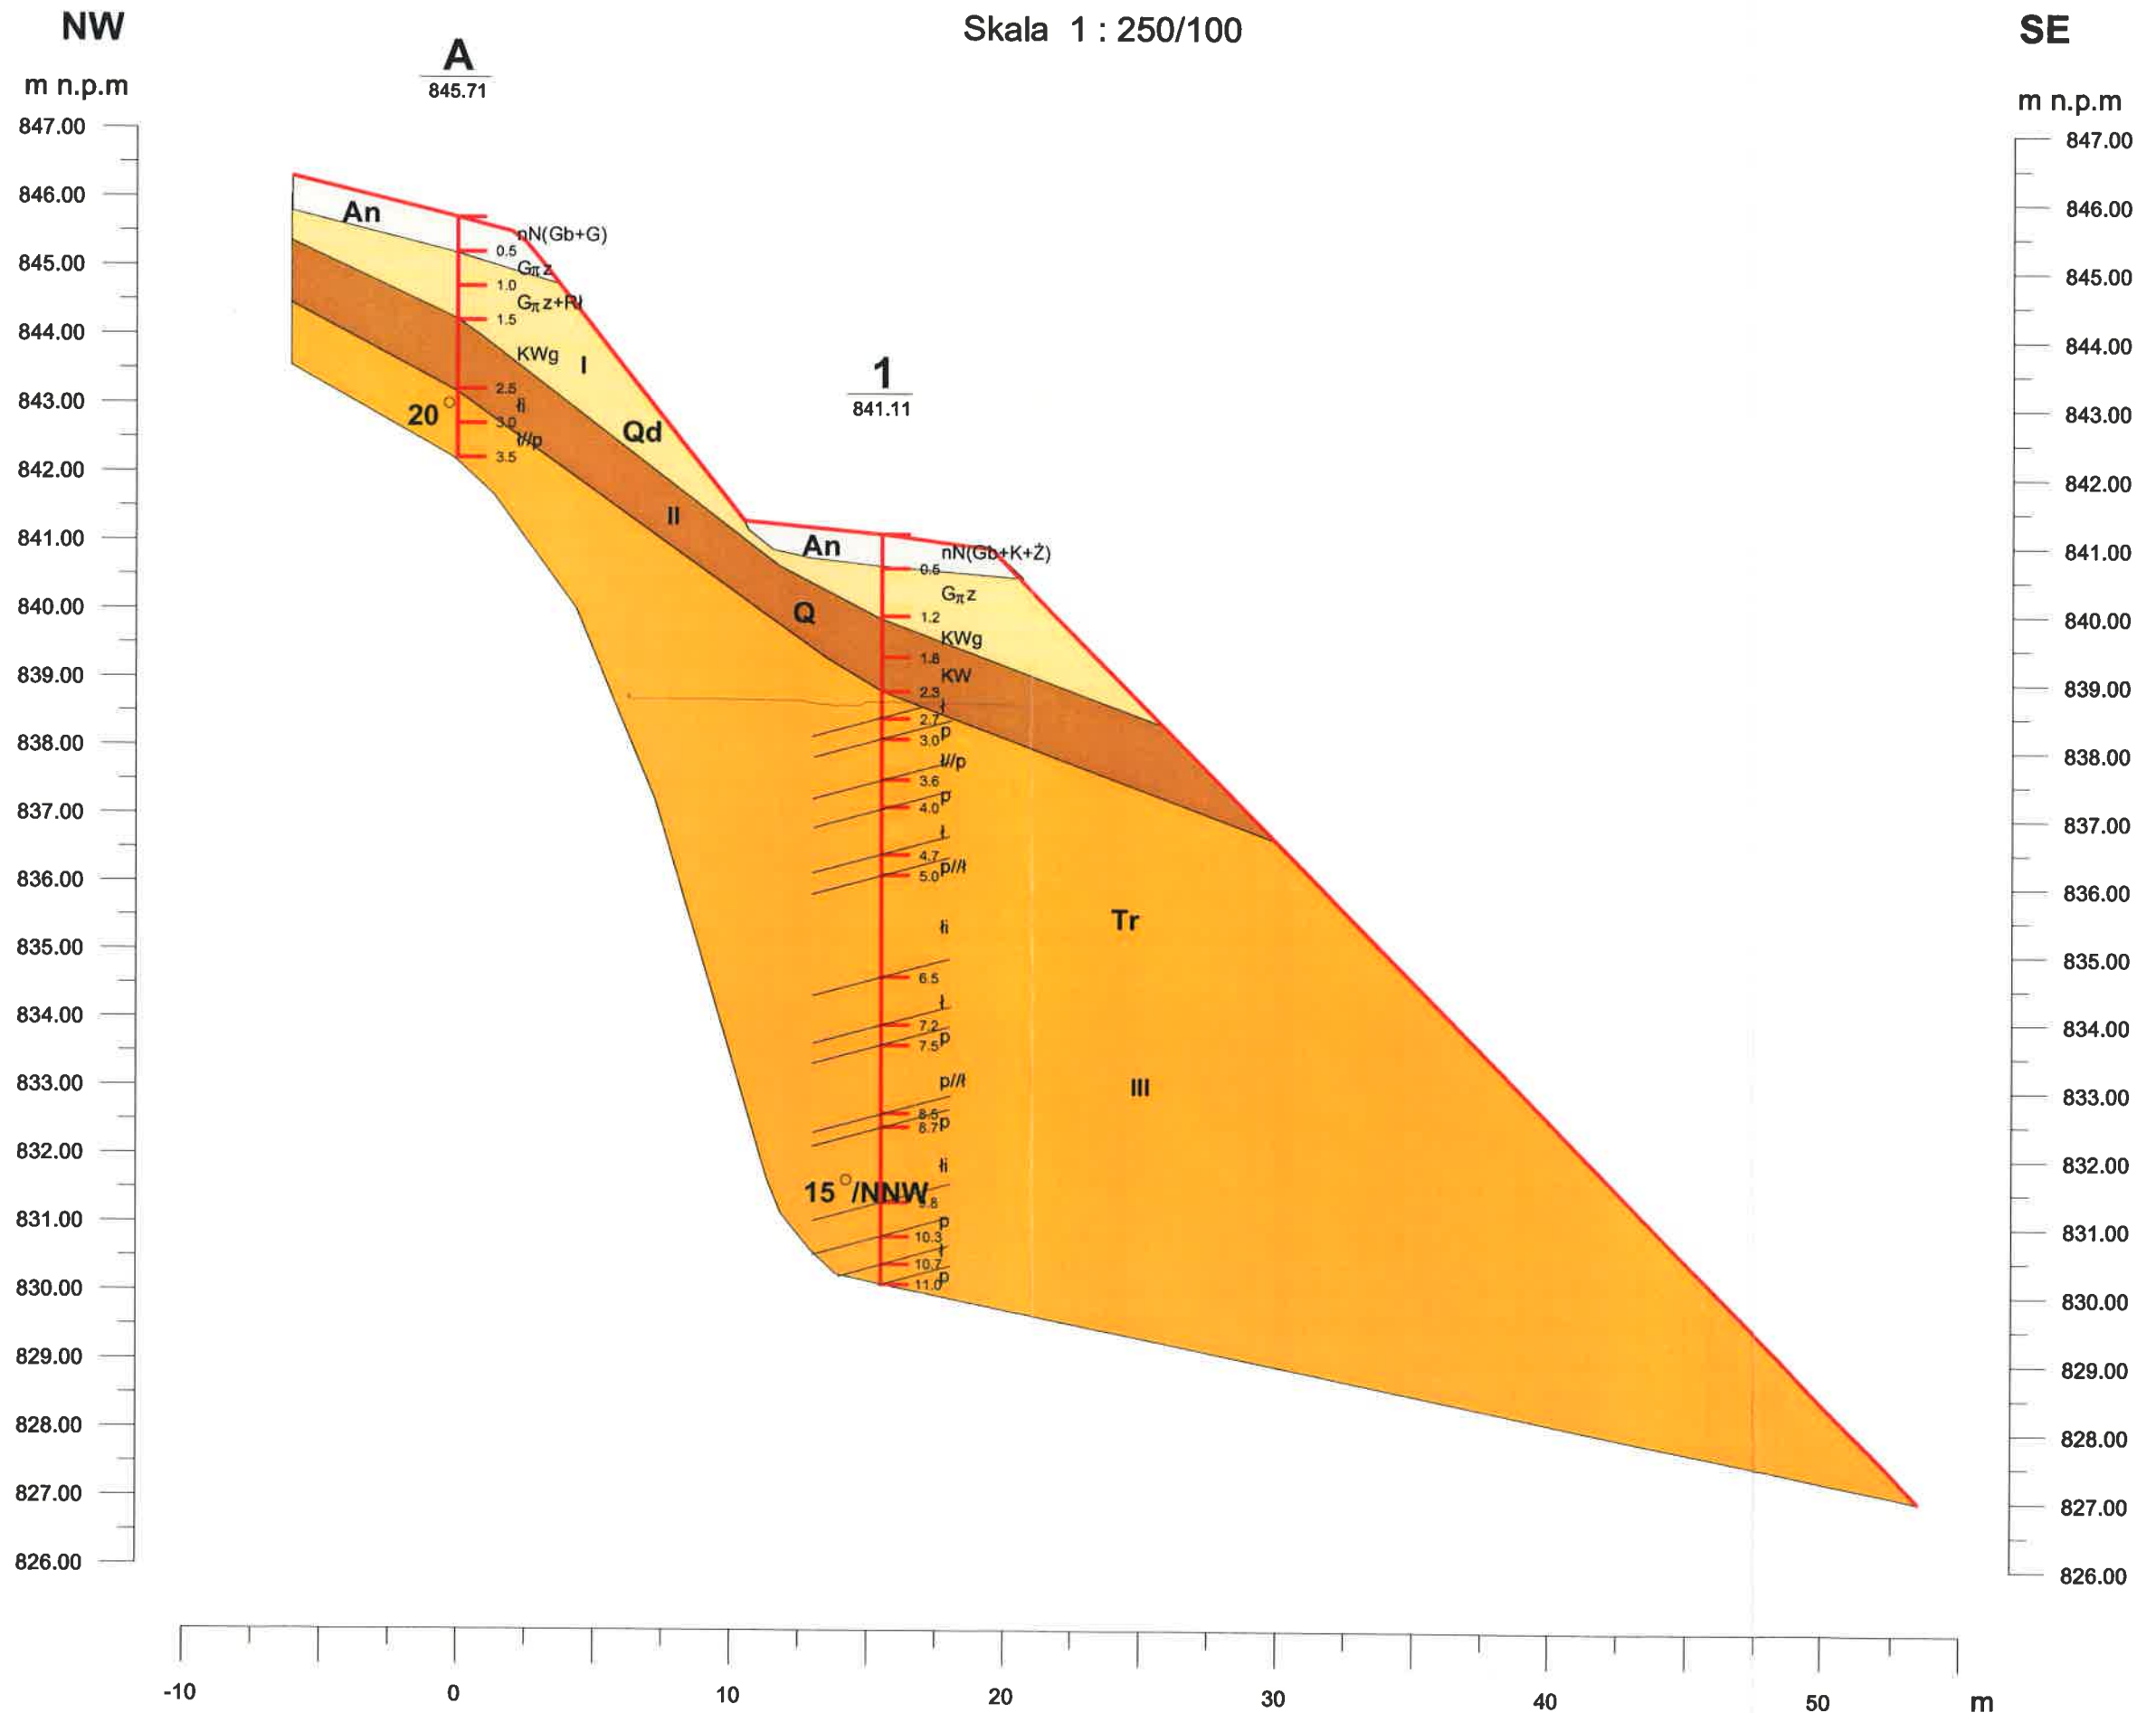 NW
Skala 1 : 250/100
SE
A
845.71
m n.p.m
m n.p.m
847.00
846.00
845.00
844.00
843.00
842.00
841.00
840.00
839.00
838.00
837.00
836.00
835.00
834.00
833.00
832.00
831.00
830.00
829.00
828.00
827.00
826.00
An
nN(Gb+G)
0.5
Gπz
1.0
Gπz+Rł
1.5
KWg
I
2.5
łi
20°
3.0
ł//p
3.5
Qd
II
Q
1
841.11
An
nN(Gb+K+Ż)
0.5
Gπz
1.2
KWg
1.8
KW
2.3
ł
2.7
p
3.0
ł//p
3.6
p
4.0
ł
4.7
p//ł
5.0
łi
6.5
ł
7.2
p
7.5
p//ł
8.5
p
8.7
łi
15°/NNW
9.8
p
10.3
ł
10.7
p
11.0
Tr
III
847.00
846.00
845.00
844.00
843.00
842.00
841.00
840.00
839.00
838.00
837.00
836.00
835.00
834.00
833.00
832.00
831.00
830.00
829.00
828.00
827.00
826.00
-10 0 10 20 30 40 50 m